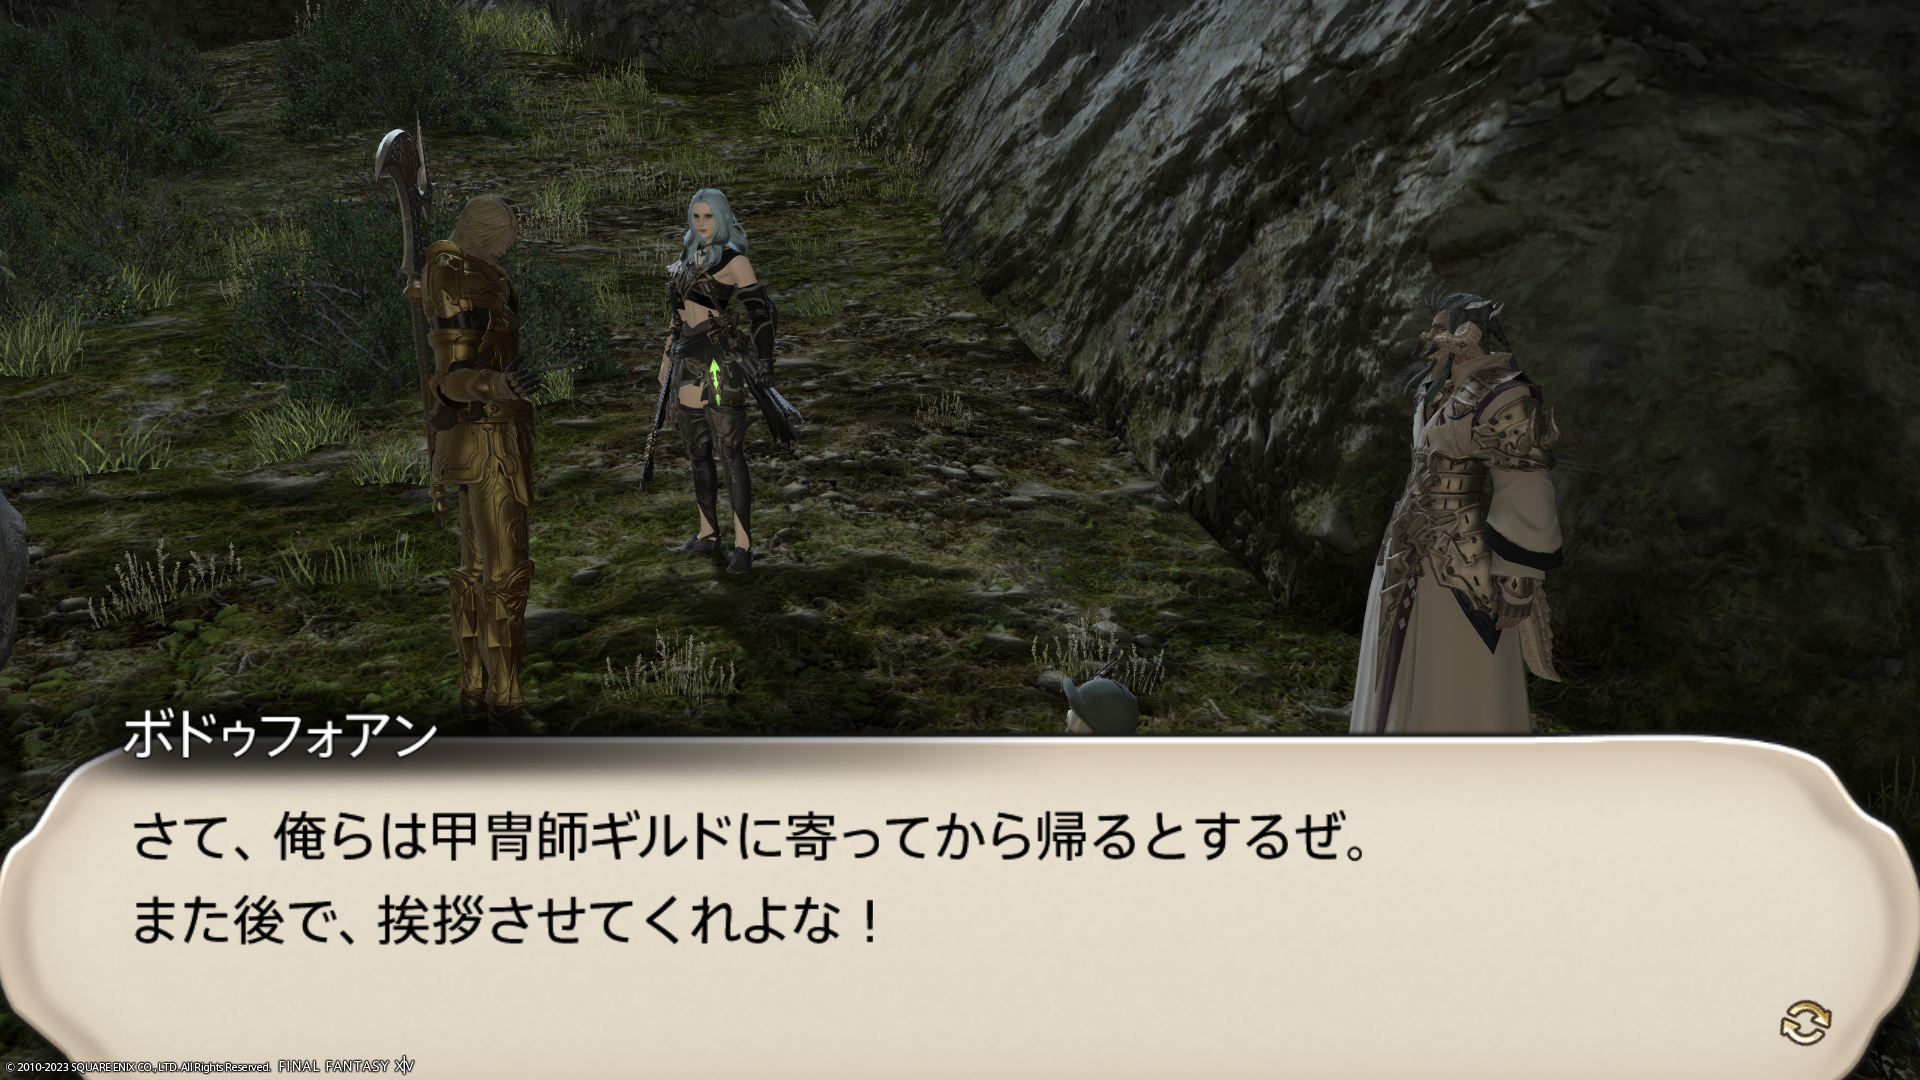 ボドゥフォアン
さて、俺らは甲冑師ギルドに寄ってから帰るとするぜ。
また後で、挨拶させてくれよな！
© 2010-2023 SQUARE ENIX CO., LTD. All Rights Reserved. FINAL FANTASY XIV